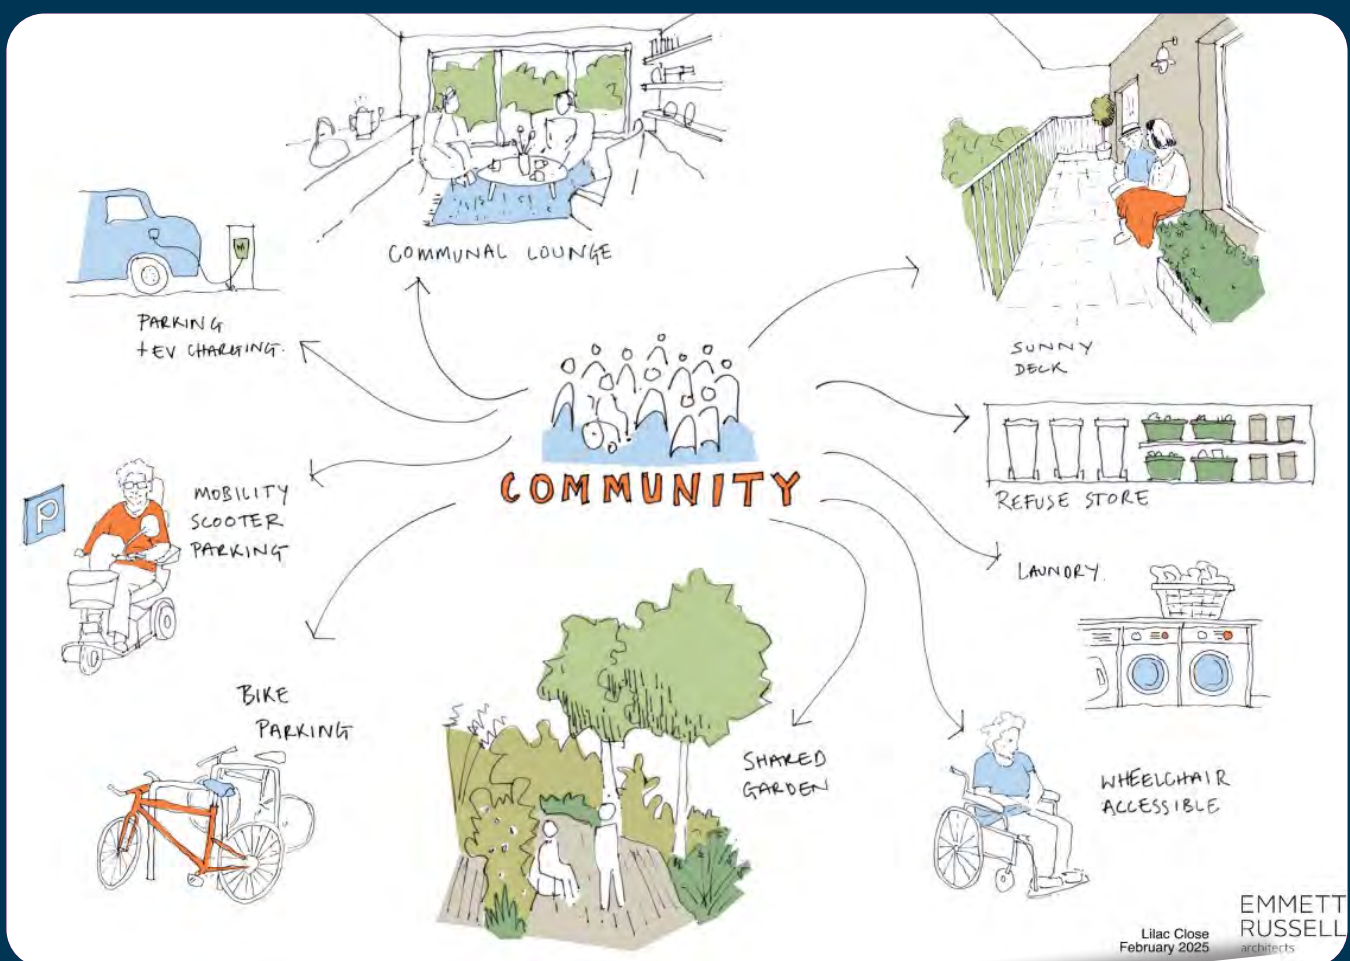 COMMUNAL LOUNGE
PARKING
+ EV CHARGING.
SUNNY
DECK
P
MOBILITY
SCOOTER
PARKING
COMMUNITY
REFUSE STORE
LAUNDRY.
BIKE
PARKING
SHARED
GARDEN
WHEELCHAIR
ACCESSIBLE
Lilac Close
February 2025
EMMETT
RUSSELL
architects